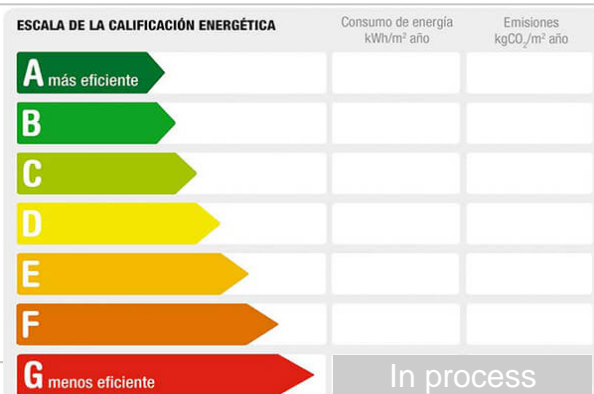 ESCALA DE LA CALIFICACIÓN ENERGÉTICA
Consumo de energía
kWh/m² año
Emisiones
kgCO₂/m² año
A más eficiente
B
C
D
E
F
G menos eficiente
In process